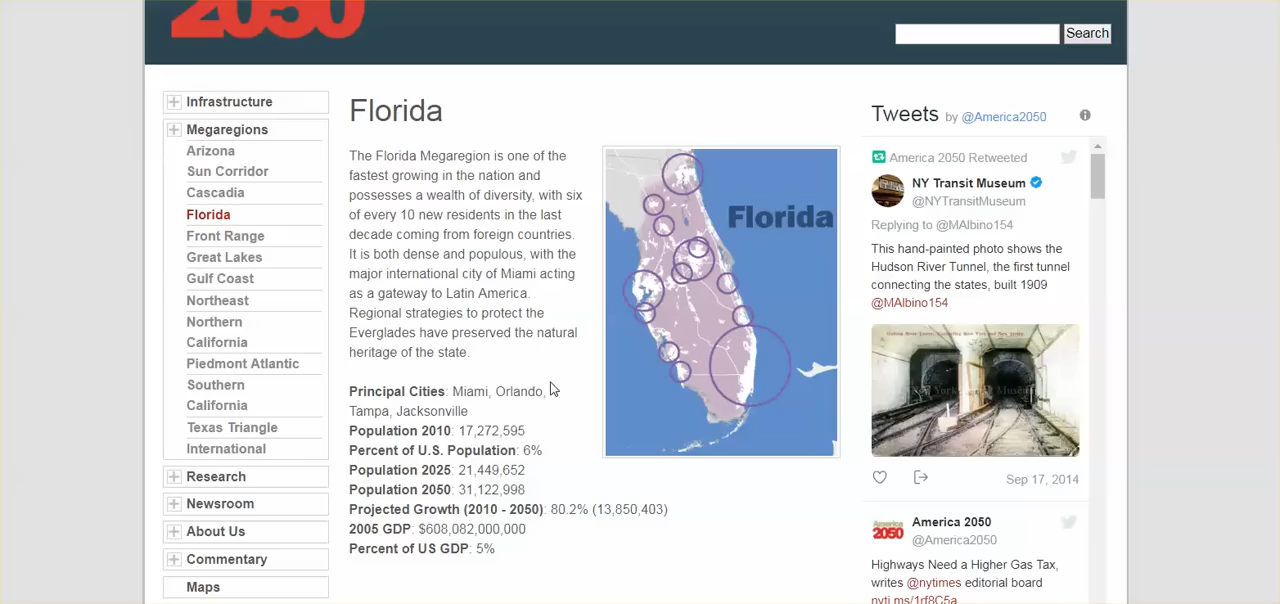 2050
Search
Infrastructure
Megaregions
Arizona
Sun Corridor
Cascadia
Florida
Front Range
Great Lakes
Gulf Coast
Northeast
Northern
California
Piedmont Atlantic
Southern
California
Texas Triangle
International
Research
Newsroom
About Us
Commentary
Maps
Florida
The Florida Megaregion is one of the
fastest growing in the nation and
possesses a wealth of diversity, with six
of every 10 new residents in the last
decade coming from foreign countries.
It is both dense and populous, with the
major international city of Miami acting
as a gateway to Latin America.
Regional strategies to protect the
Everglades have preserved the natural
heritage of the state.
Principal Cities: Miami, Orlando,
Tampa, Jacksonville
Population 2010: 17,272,595
Percent of U.S. Population: 6%
Population 2025: 21,449,652
Population 2050: 31,122,998
Projected Growth (2010 - 2050): 80.2% (13,850,403)
2005 GDP: $608,082,000,000
Percent of US GDP: 5%
Florida
Tweets by @America2050
America 2050 Retweeted
NY Transit Museum
@NYTransitMuseum
Replying to @MAlbino154
This hand-painted photo shows the
Hudson River Tunnel, the first tunnel
connecting the states, built 1909
@MAlbino154
Sep 17, 2014
America
2050
America 2050
@America2050
Highways Need a Higher Gas Tax,
writes @nytimes editorial board
nyti.ms/1rf8C5a